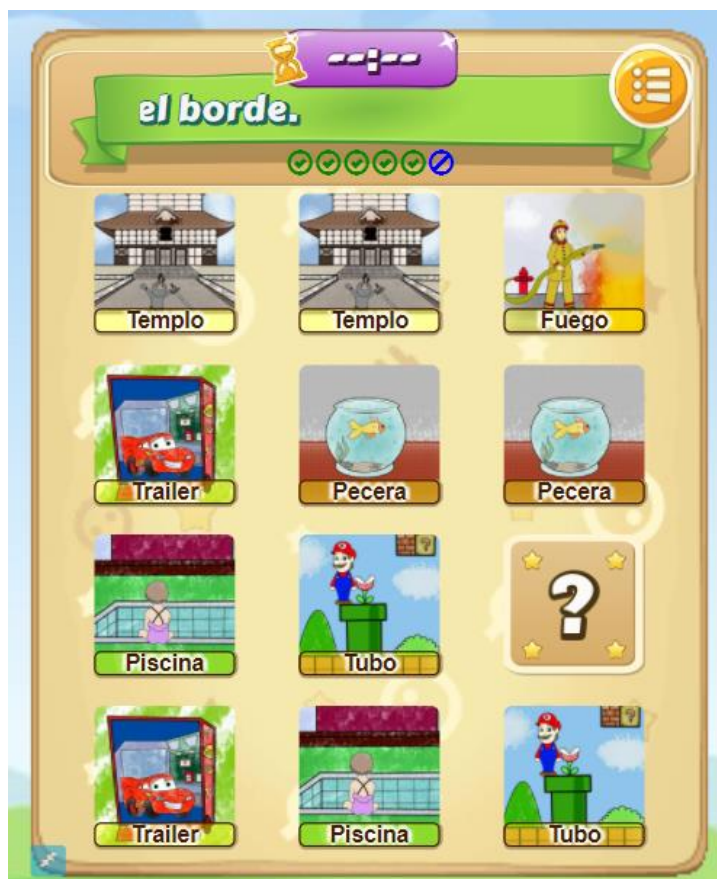 --:--
el borde.
Templo Templo Fuego
Trailer Pecera Pecera
Piscina Tubo ?
Trailer Piscina Tubo